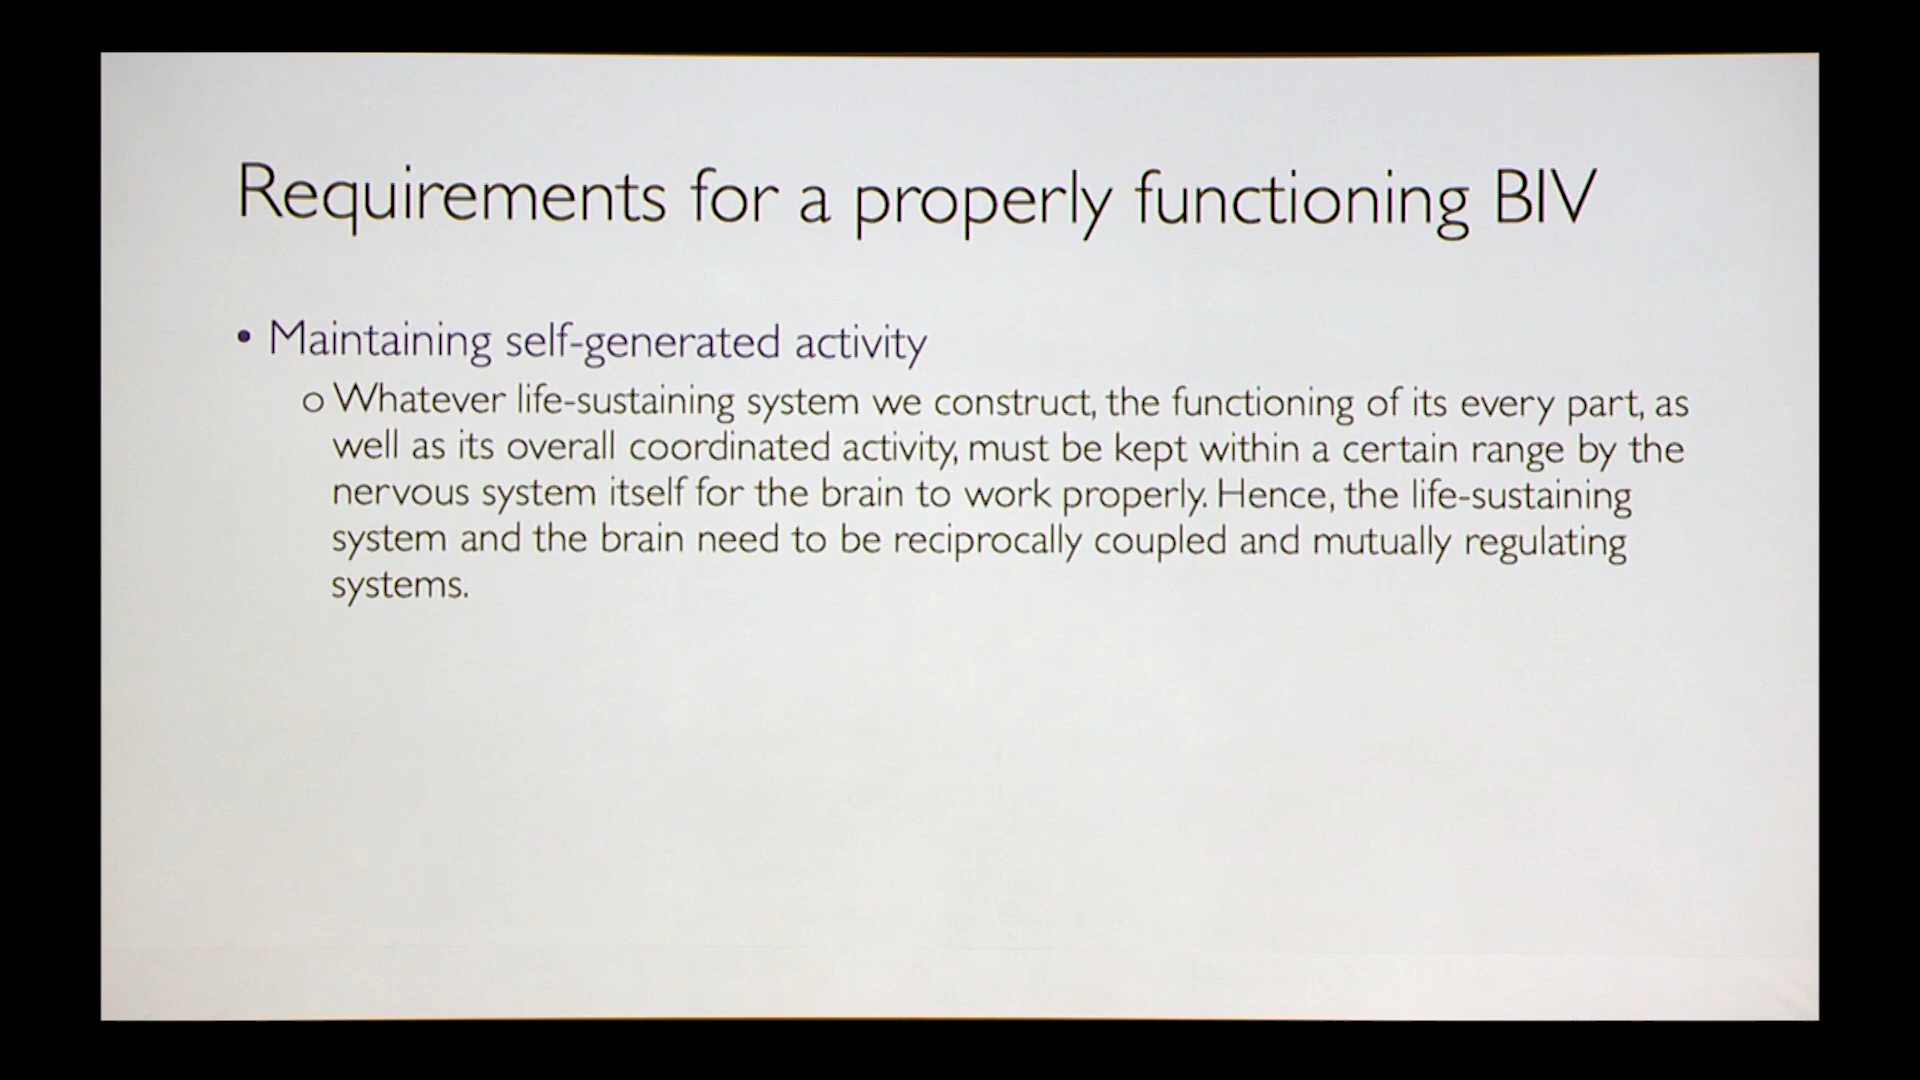 Requirements for a properly functioning BIV
• Maintaining self-generated activity
o Whatever life-sustaining system we construct, the functioning of its every part, as
well as its overall coordinated activity, must be kept within a certain range by the
nervous system itself for the brain to work properly. Hence, the life-sustaining
system and the brain need to be reciprocally coupled and mutually regulating
systems.